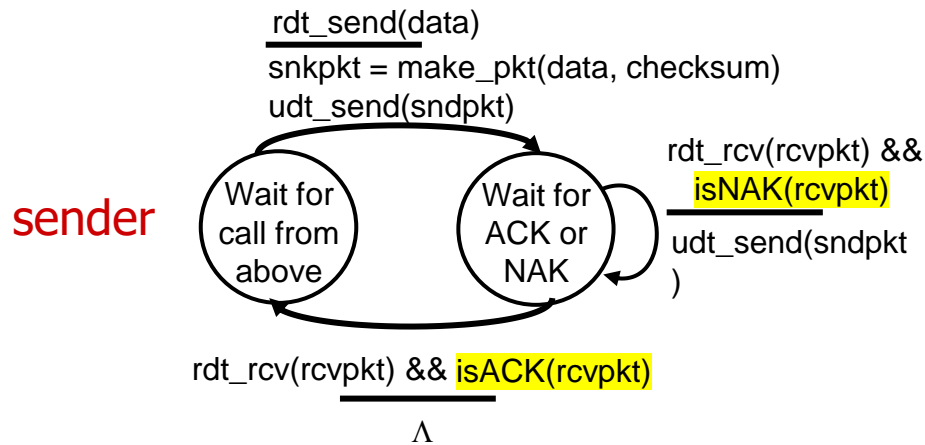 rdt_send(data)
snkpkt = make_pkt(data, checksum)
udt_send(sndpkt)
sender
Wait for
call from
above
Wait for
ACK or
NAK
rdt_rcv(rcvpkt) &&
isNAK(rcvpkt)
udt_send(sndpkt
)
rdt_rcv(rcvpkt) && isACK(rcvpkt)
Λ